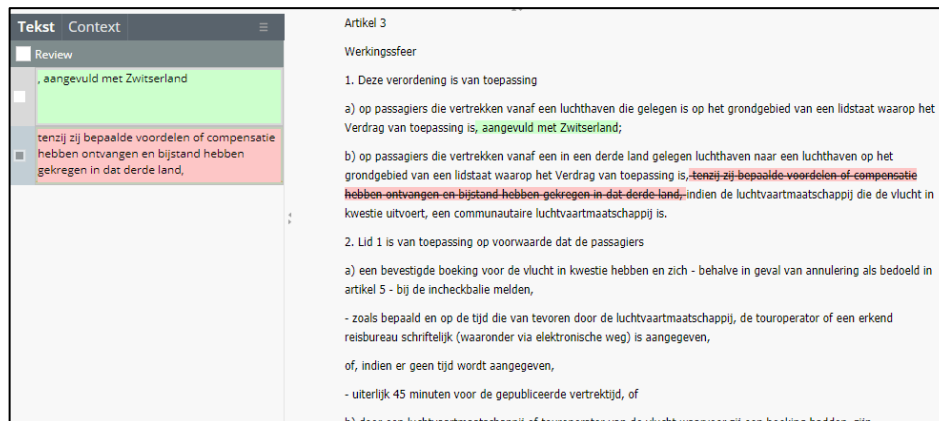 Tekst Context
Review
, aangevuld met Zwitserland
tenzij zij bepaalde voordelen of compensatie
hebben ontvangen en bijstand hebben
gekregen in dat derde land,
Artikel 3
Werkingssfeer
1. Deze verordening is van toepassing
a) op passagiers die vertrekken vanaf een luchthaven die gelegen is op het grondgebied van een lidstaat waarop het
Verdrag van toepassing is, aangevuld met Zwitserland;
b) op passagiers die vertrekken vanaf een in een derde land gelegen luchthaven naar een luchthaven op het
grondgebied van een lidstaat waarop het Verdrag van toepassing is, tenzij zij bepaalde voordelen of compensatie
hebben ontvangen en bijstand hebben gekregen in dat derde land, indien de luchtvaartmaatschappij die de vlucht in
kwestie uitvoert, een communautaire luchtvaartmaatschappij is.
2. Lid 1 is van toepassing op voorwaarde dat de passagiers
a) een bevestigde boeking voor de vlucht in kwestie hebben en zich - behalve in geval van annulering als bedoeld in
artikel 5 - bij de incheckbalie melden,
- zoals bepaald en op de tijd die van tevoren door de luchtvaartmaatschappij, de touroperator of een erkend
reisbureau schriftelijk (waaronder via elektronische weg) is aangegeven,
of, indien er geen tijd wordt aangegeven,
- uiterlijk 45 minuten voor de gepubliceerde vertrektijd, of